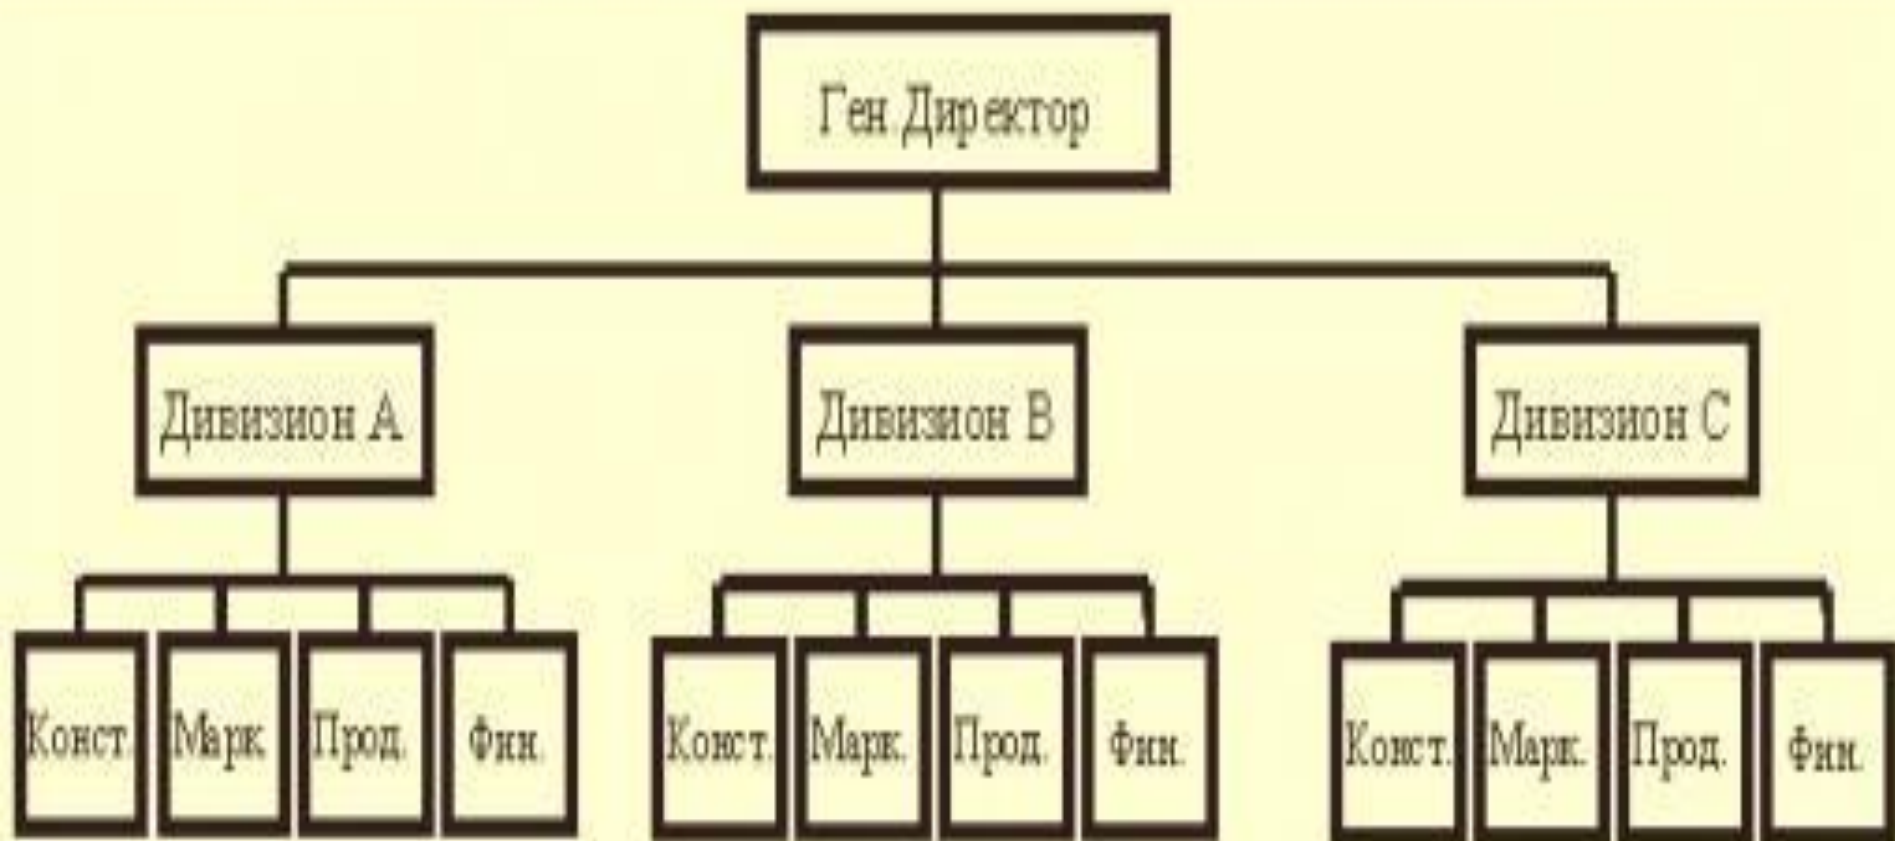 Ген. Директор
Дивизион А
Дивизион В
Дивизион С
Конст.
Марк.
Прод.
Фин.
Конст.
Марк.
Прод.
Фин.
Конст.
Марк.
Прод.
Фин.